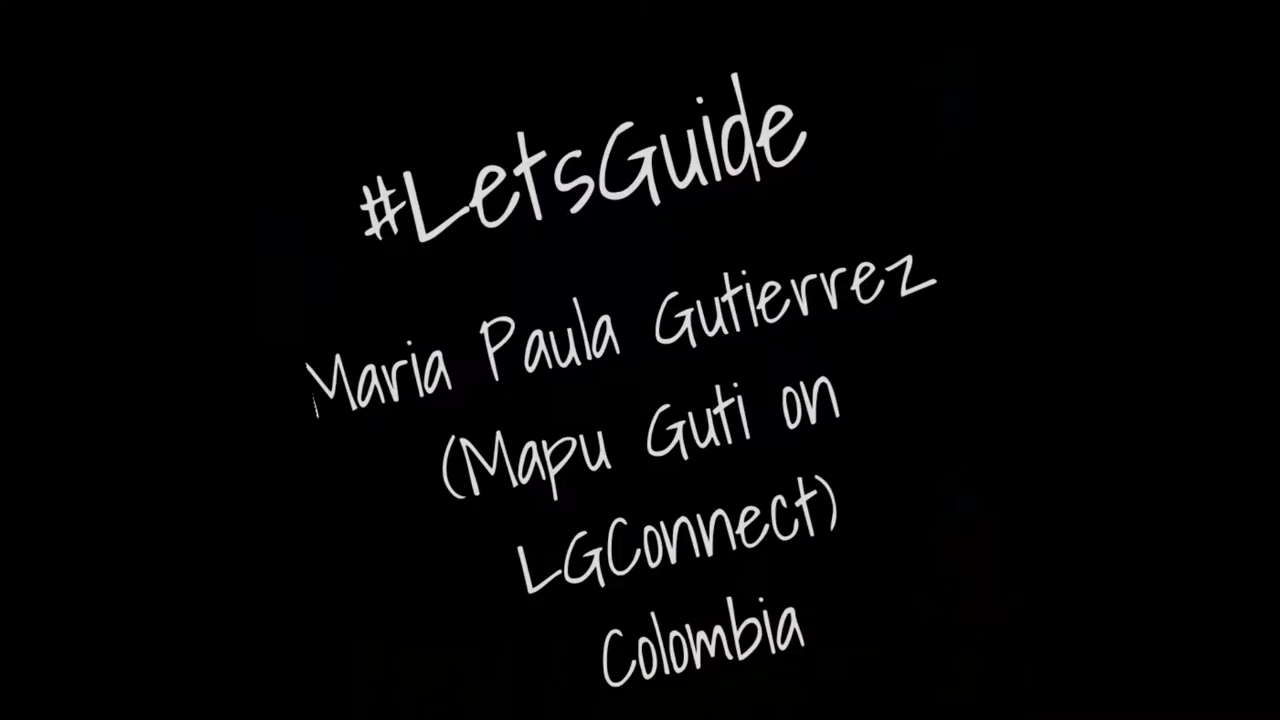 #LetsGuide
Maria Paula Gutierrez
(Mapu Guti on
LGConnect)
Colombia